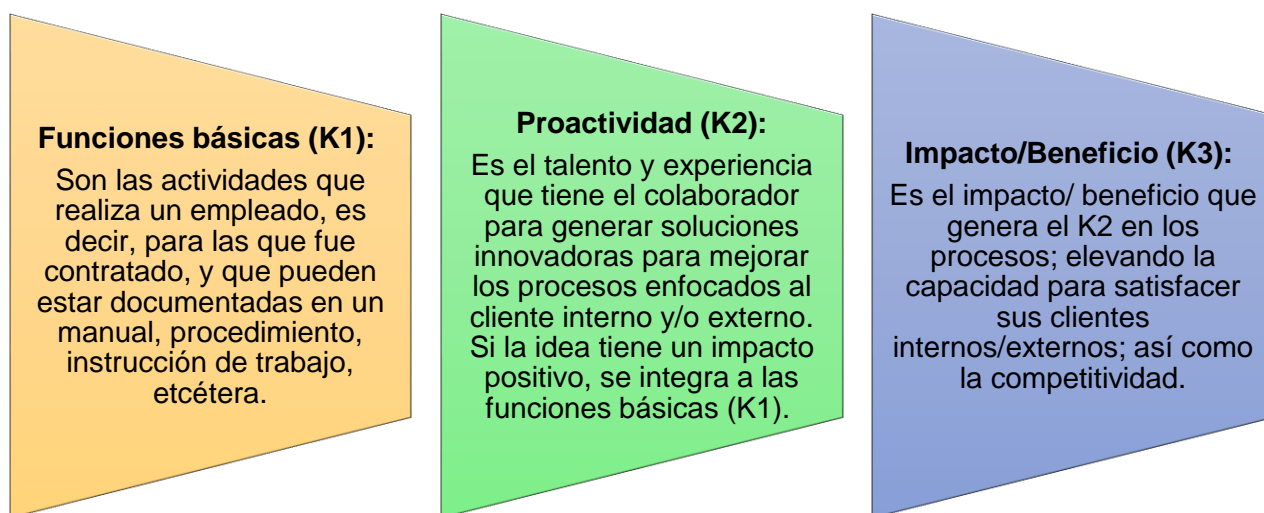 Funciones básicas (K1):
Son las actividades que
realiza un empleado, es
decir, para las que fue
contratado, y que pueden
estar documentadas en un
manual, procedimiento,
instrucción de trabajo,
etcétera.
Proactividad (K2):
Es el talento y experiencia
que tiene el colaborador
para generar soluciones
innovadoras para mejorar
los procesos enfocados al
cliente interno y/o externo.
Si la idea tiene un impacto
positivo, se integra a las
funciones básicas (K1).
Impacto/Beneficio (K3):
Es el impacto/ beneficio que
genera el K2 en los
procesos; elevando la
capacidad para satisfacer
sus clientes
internos/externos; así como
la competitividad.